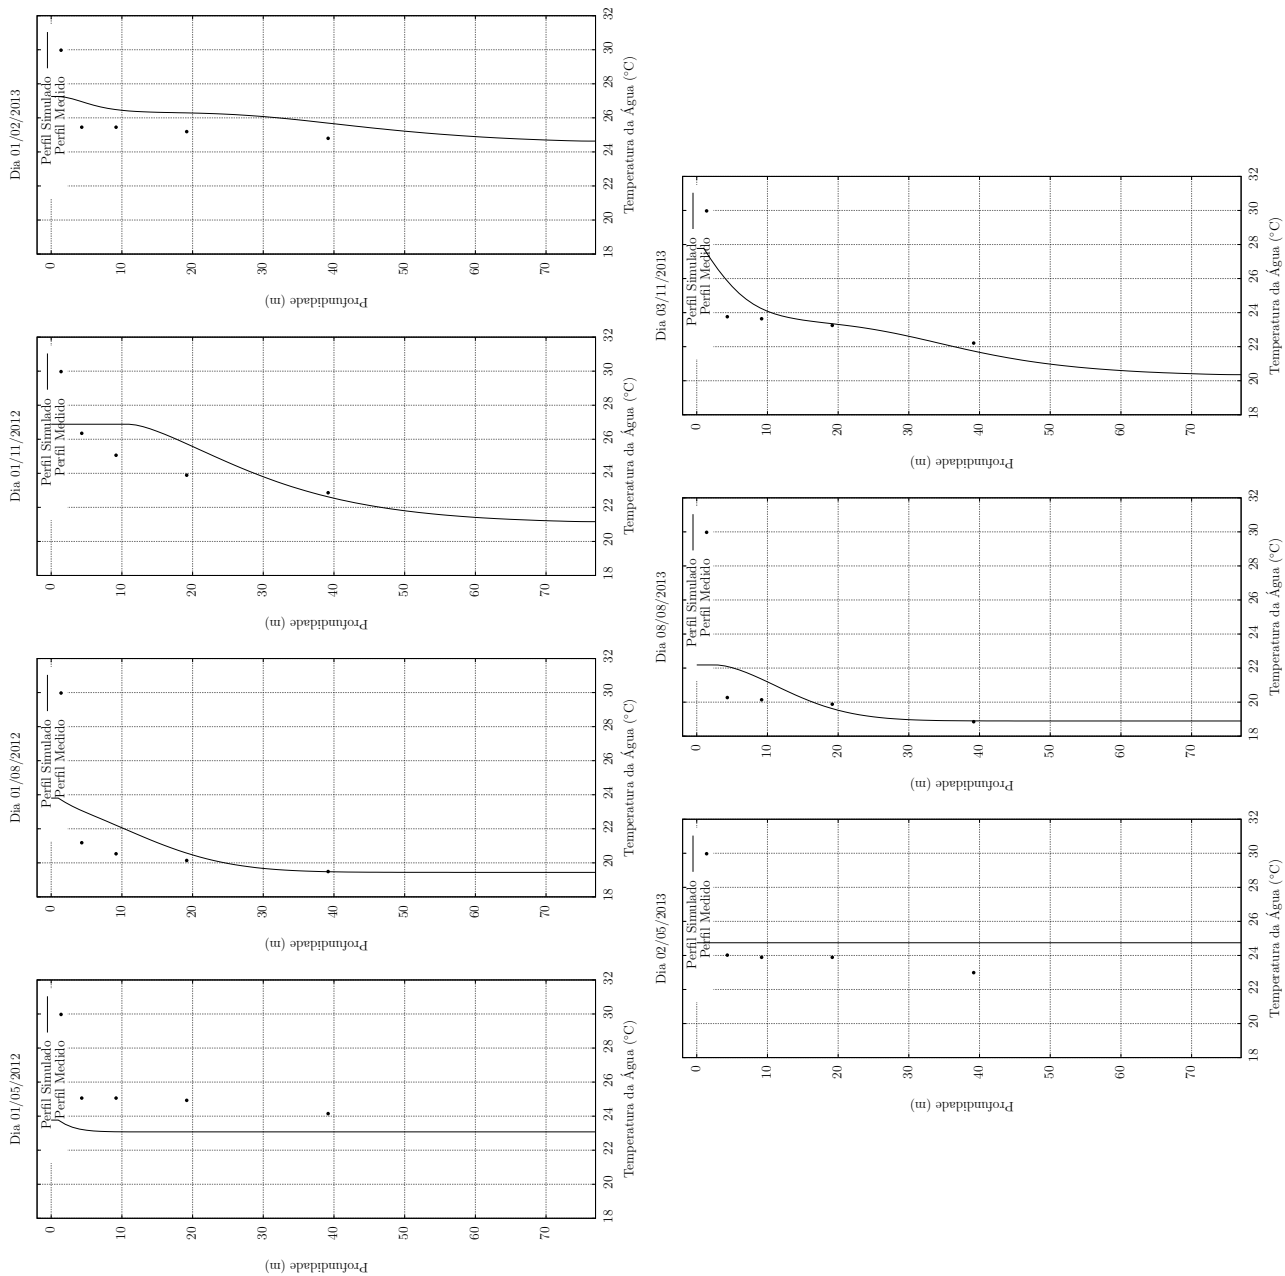 Dia 01/05/2012
Perfil Simulado
Perfil Medido
0
10
20
30
40
50
60
70
Profundidade (m)
18 20 22 24 26 28 30 32
Temperatura da Água (°C)
Dia 01/08/2012
Perfil Simulado
Perfil Medido
0
10
20
30
40
50
60
70
Profundidade (m)
18 20 22 24 26 28 30 32
Temperatura da Água (°C)
Dia 01/11/2012
Perfil Simulado
Perfil Medido
0
10
20
30
40
50
60
70
Profundidade (m)
18 20 22 24 26 28 30 32
Temperatura da Água (°C)
Dia 01/02/2013
Perfil Simulado
Perfil Medido
0
10
20
30
40
50
60
70
Profundidade (m)
18 20 22 24 26 28 30 32
Temperatura da Água (°C)
Dia 02/05/2013
Perfil Simulado
Perfil Medido
0
10
20
30
40
50
60
70
Profundidade (m)
18 20 22 24 26 28 30 32
Temperatura da Água (°C)
Dia 08/08/2013
Perfil Simulado
Perfil Medido
0
10
20
30
40
50
60
70
Profundidade (m)
18 20 22 24 26 28 30 32
Temperatura da Água (°C)
Dia 03/11/2013
Perfil Simulado
Perfil Medido
0
10
20
30
40
50
60
70
Profundidade (m)
18 20 22 24 26 28 30 32
Temperatura da Água (°C)